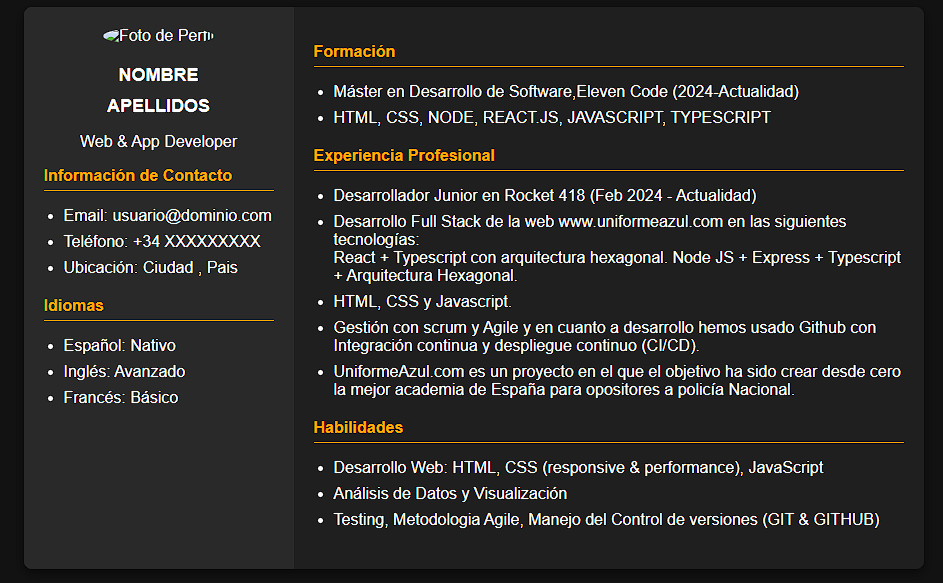 Foto de Perfil
NOMBRE
APELLIDOS
Web & App Developer
Información de Contacto
Email: usuario@dominio.com
Teléfono: +34 XXXXXXXXX
Ubicación: Ciudad , Pais
Idiomas
Español: Nativo
Inglés: Avanzado
Francés: Básico
Formación
Máster en Desarrollo de Software,Eleven Code (2024-Actualidad)
HTML, CSS, NODE, REACT.JS, JAVASCRIPT, TYPESCRIPT
Experiencia Profesional
Desarrollador Junior en Rocket 418 (Feb 2024 - Actualidad)
Desarrollo Full Stack de la web www.uniformeazul.com en las siguientes
tecnologías:
React + Typescript con arquitectura hexagonal. Node JS + Express + Typescript
+ Arquitectura Hexagonal.
HTML, CSS y Javascript.
Gestión con scrum y Agile y en cuanto a desarrollo hemos usado Github con
Integración continua y despliegue continuo (CI/CD).
UniformeAzul.com es un proyecto en el que el objetivo ha sido crear desde cero
la mejor academia de España para opositores a policía Nacional.
Habilidades
Desarrollo Web: HTML, CSS (responsive & performance), JavaScript
Análisis de Datos y Visualización
Testing, Metodologia Agile, Manejo del Control de versiones (GIT & GITHUB)